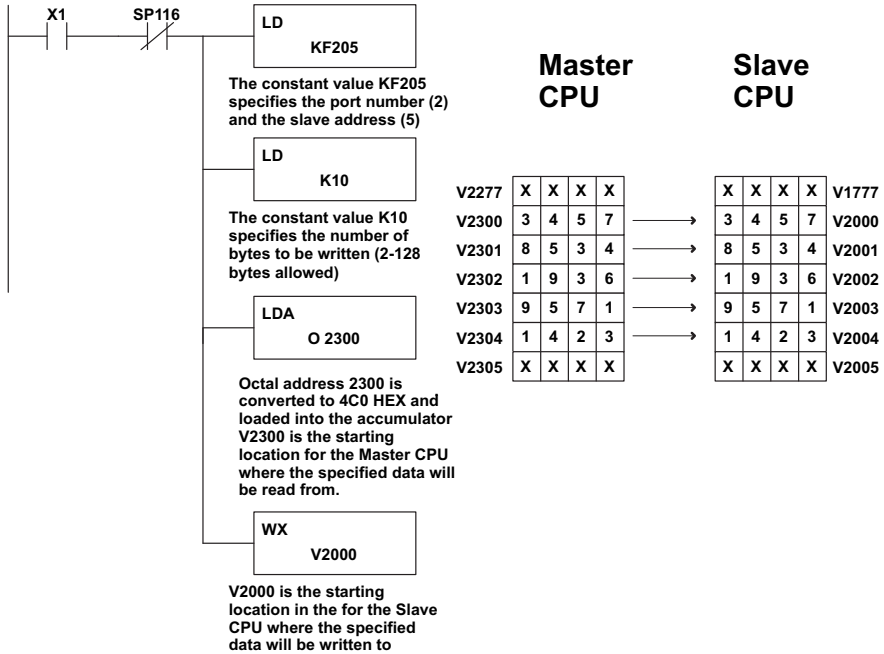 X1 SP116
LD
KF205
The constant value KF205
specifies the port number (2)
and the slave address (5)
LD
K10
The constant value K10
specifies the number of
bytes to be written (2-128
bytes allowed)
LDA
O 2300
Octal address 2300 is
converted to 4C0 HEX and
loaded into the accumulator
V2300 is the starting
location for the Master CPU
where the specified data will
be read from.
WX
V2000
V2000 is the starting
location in the for the Slave
CPU where the specified
data will be written to
Master
CPU
Slave
CPU
V2277 X X X X X X X X V1777
V2300 3 4 5 7 3 4 5 7 V2000
V2301 8 5 3 4 8 5 3 4 V2001
V2302 1 9 3 6 1 9 3 6 V2002
V2303 9 5 7 1 9 5 7 1 V2003
V2304 1 4 2 3 1 4 2 3 V2004
V2305 X X X X X X X X V2005